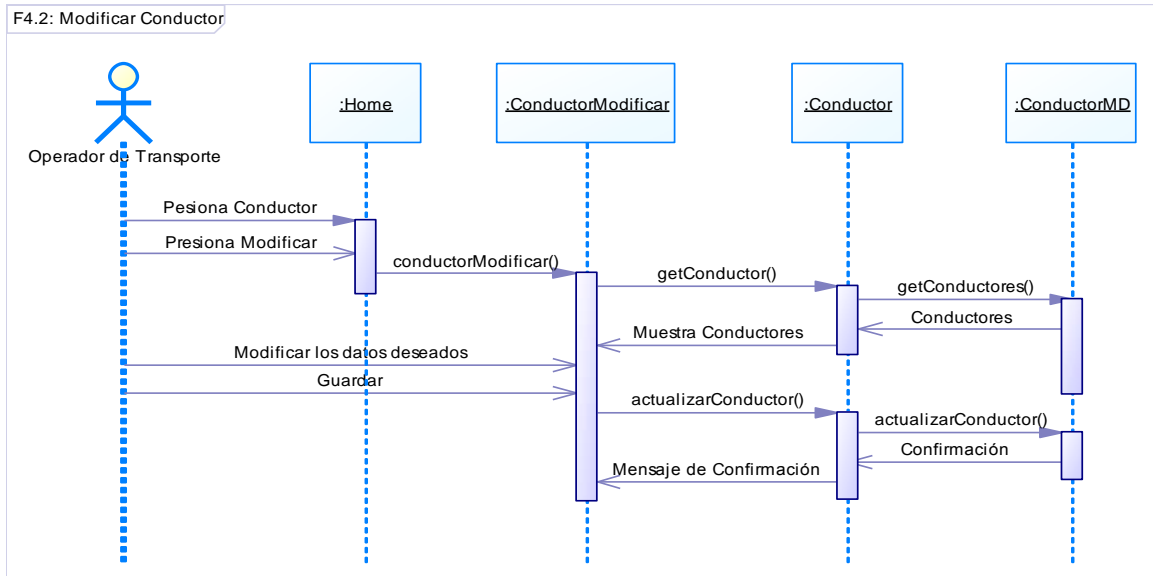 F4.2: Modificar Conductor
:Home
:ConductorModificar
:Conductor
:ConductorMD
Operador de Transporte
Pesiona Conductor
Presiona Modificar
conductorModificar()
getConductor()
getConductores()
Conductores
Muestra Conductores
Modificar los datos deseados
Guardar
actualizarConductor()
actualizarConductor()
Confirmación
Mensaje de Confirmación